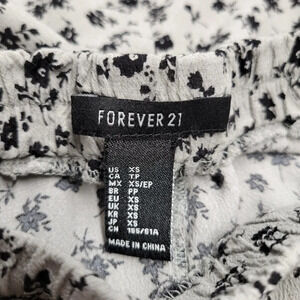 FOREVER 21
US XS
CA TP
MX XS/EP
BR PP
EU XS
UK XS
KR XS
JP XS
CN 155/61A
MADE IN CHINA